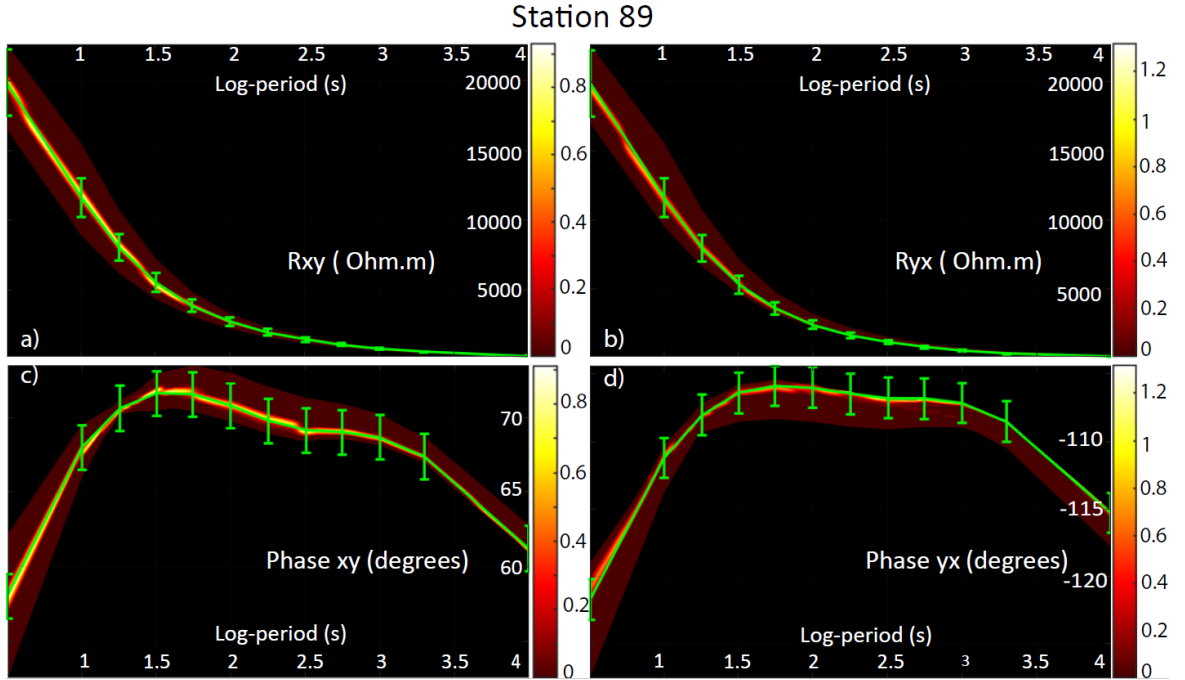 Station 89
1 1.5 2 2.5 3 3.5 4
Log-period (s)
20000
15000
10000
Rxy ( Ohm.m)
5000
a)
0.8
0.6
0.4
0.2
0
1 1.5 2 2.5 3 3.5 4
Log-period (s)
20000
15000
10000
Ryx ( Ohm.m)
5000
b)
1.2
1
0.8
0.6
0.4
0.2
0
c)
70
65
Phase xy (degrees)
60
Log-period (s)
1 1.5 2 2.5 3 3.5 4
0.8
0.6
0.4
0.2
0
d)
-110
-115
Phase yx (degrees)
-120
Log-period (s)
1 1.5 2 2.5 3 3.5 4
1.2
1
0.8
0.6
0.4
0.2
0